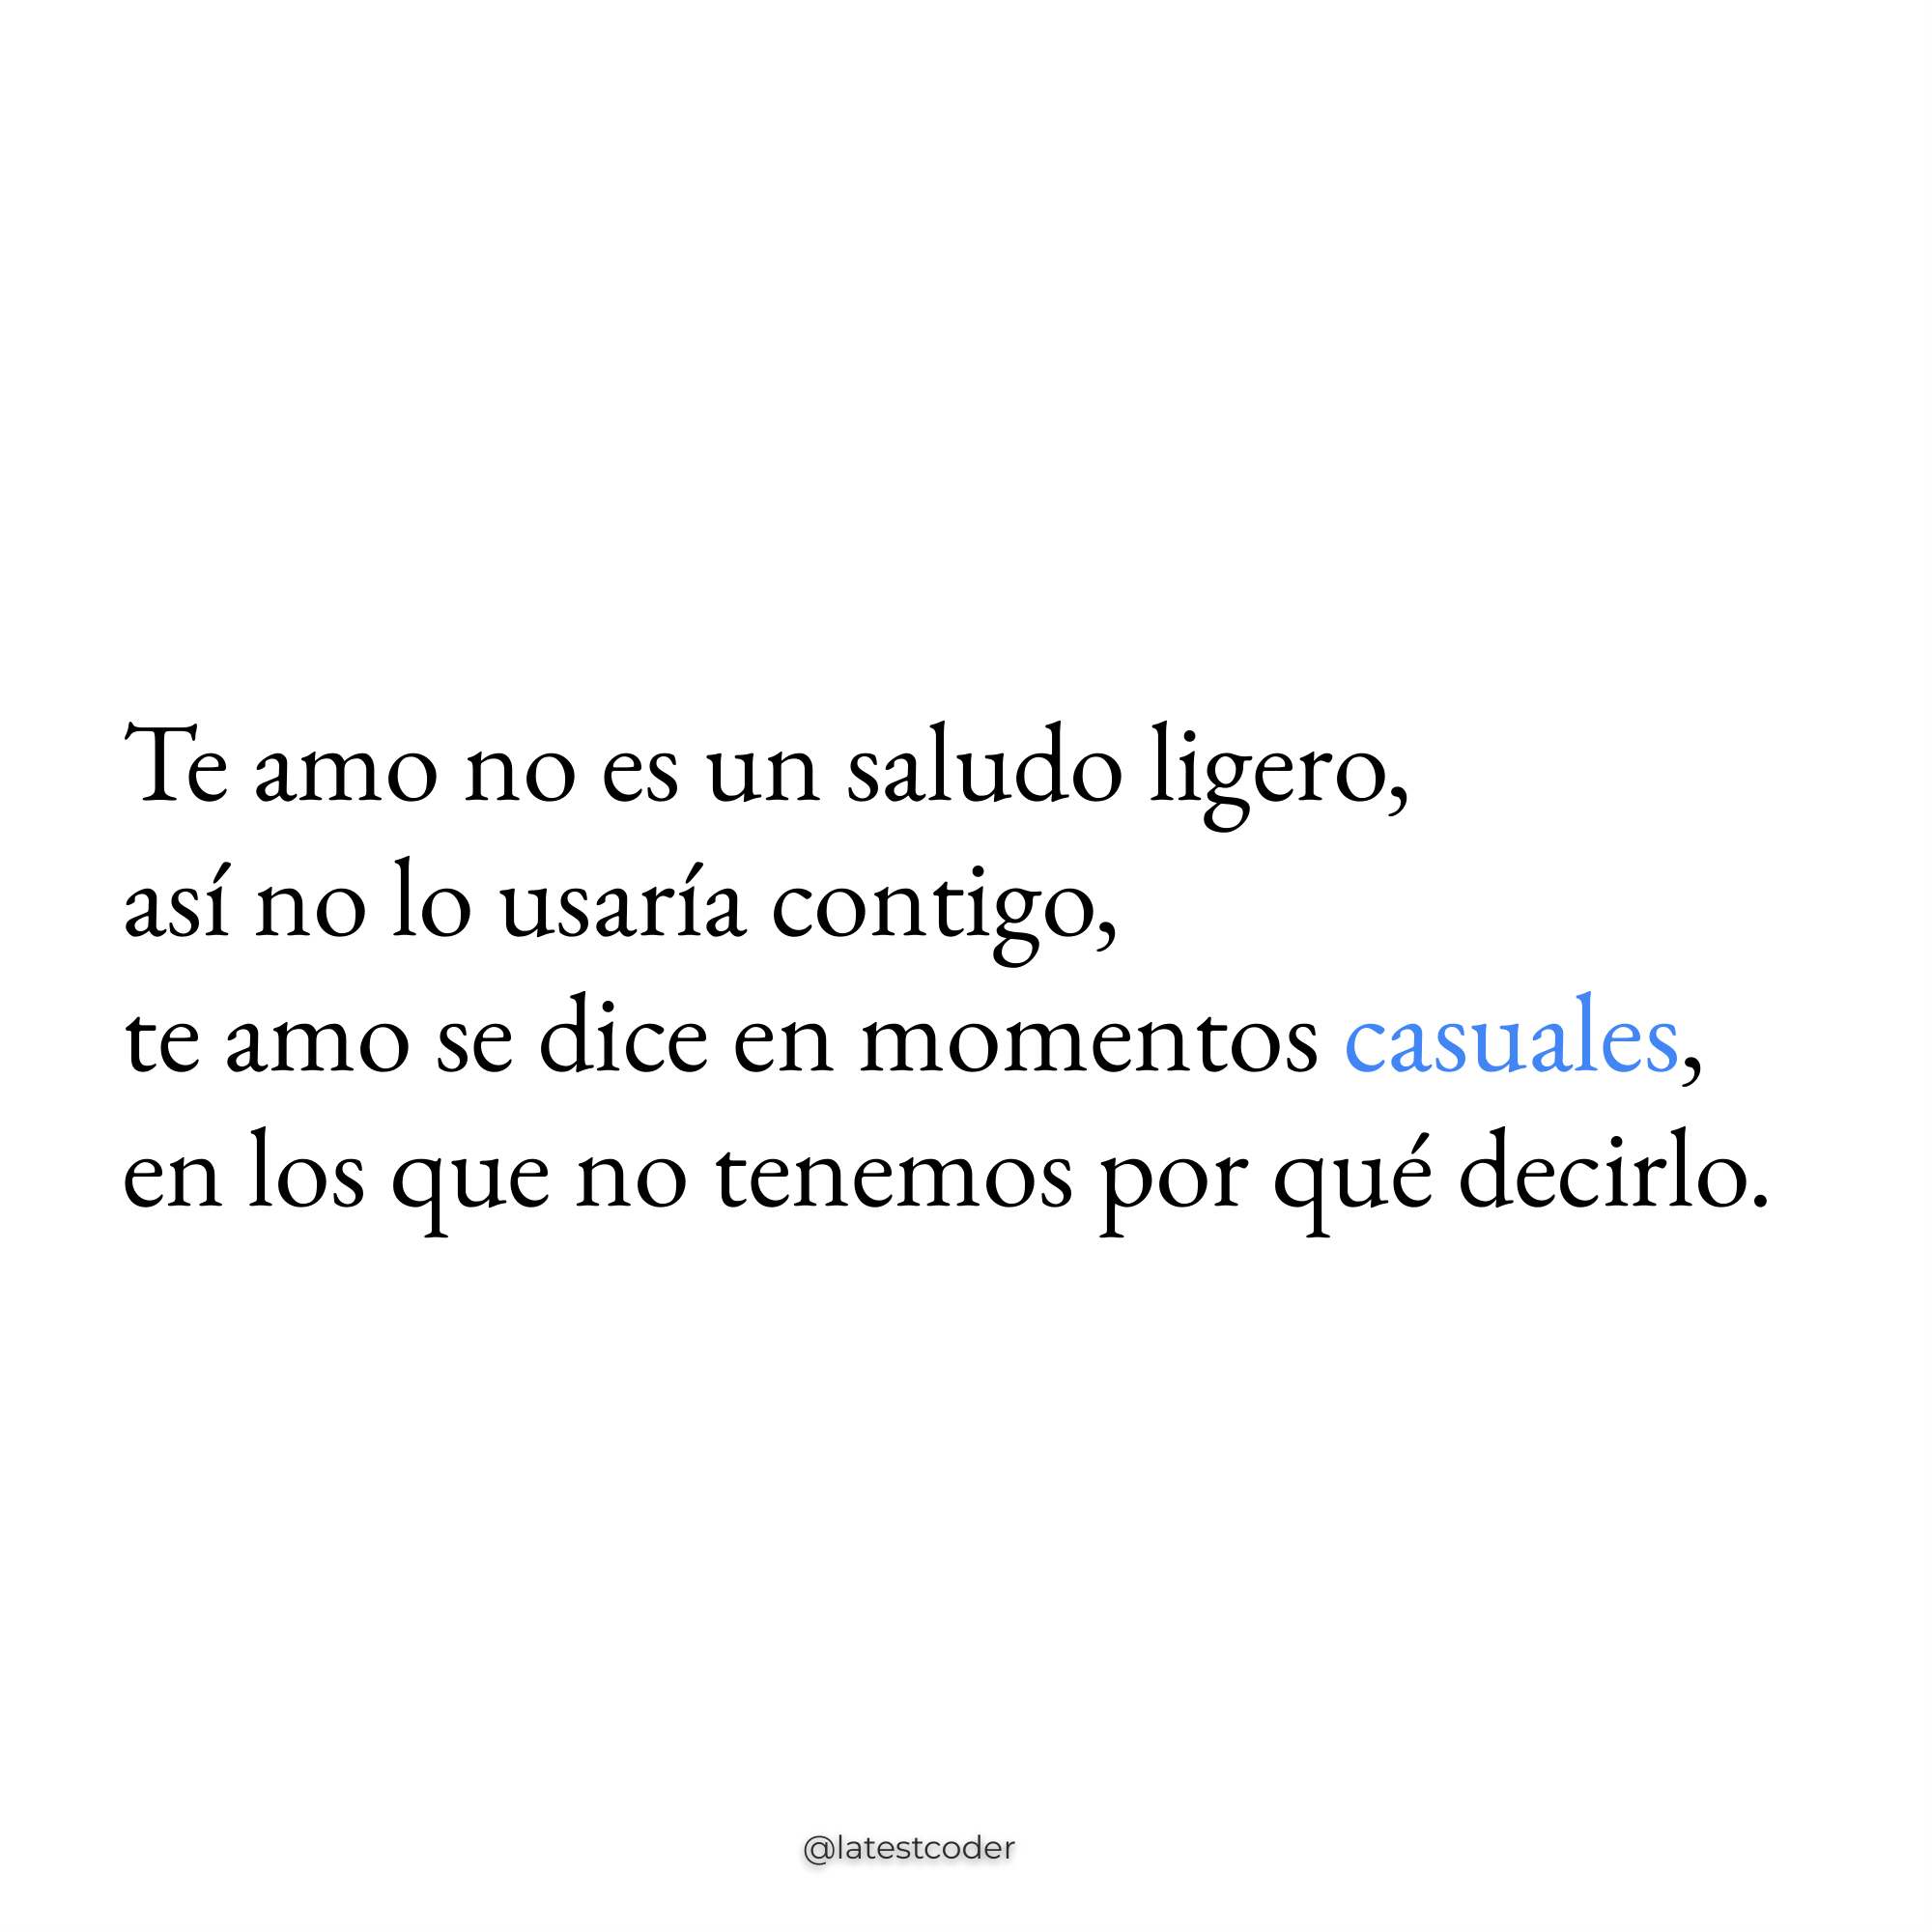 Te amo no es un saludo ligero,
así no lo usaría contigo,
te amo se dice en momentos casuales,
en los que no tenemos por qué decirlo.
@latestcoder